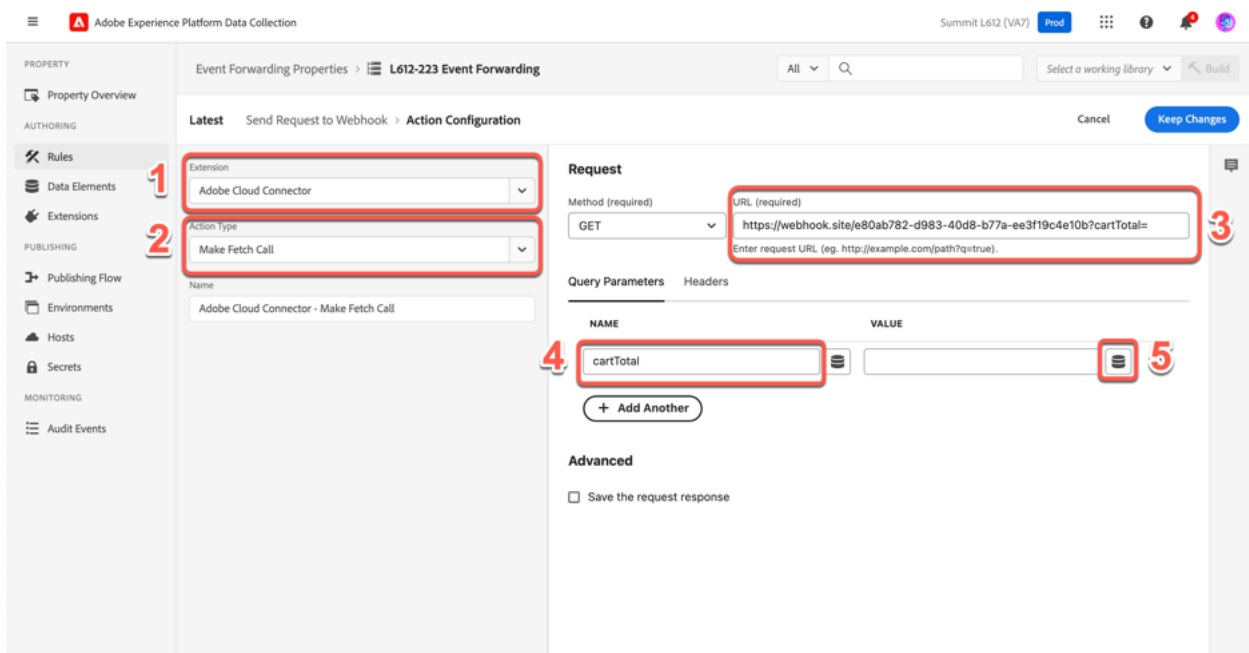 Adobe Experience Platform Data Collection
Summit L612 (VA7)
Prod
4
PROPERTY
Property Overview
AUTHORING
Rules
Data Elements
Extensions
PUBLISHING
Publishing Flow
Environments
Hosts
Secrets
MONITORING
Audit Events
Event Forwarding Properties > L612-223 Event Forwarding
All
Select a working library
Build
Latest Send Request to Webhook > Action Configuration
Cancel
Keep Changes
1
Extension
Adobe Cloud Connector
2
Action Type
Make Fetch Call
Name
Adobe Cloud Connector - Make Fetch Call
Request
Method (required)
GET
URL (required)
https://webhook.site/e80ab782-d983-40d8-b77a-ee3f19c4e10b?cartTotal=
Enter request URL (eg. http://example.com/path?q=true).
3
Query Parameters Headers
NAME VALUE
4
cartTotal
5
+ Add Another
Advanced
Save the request response